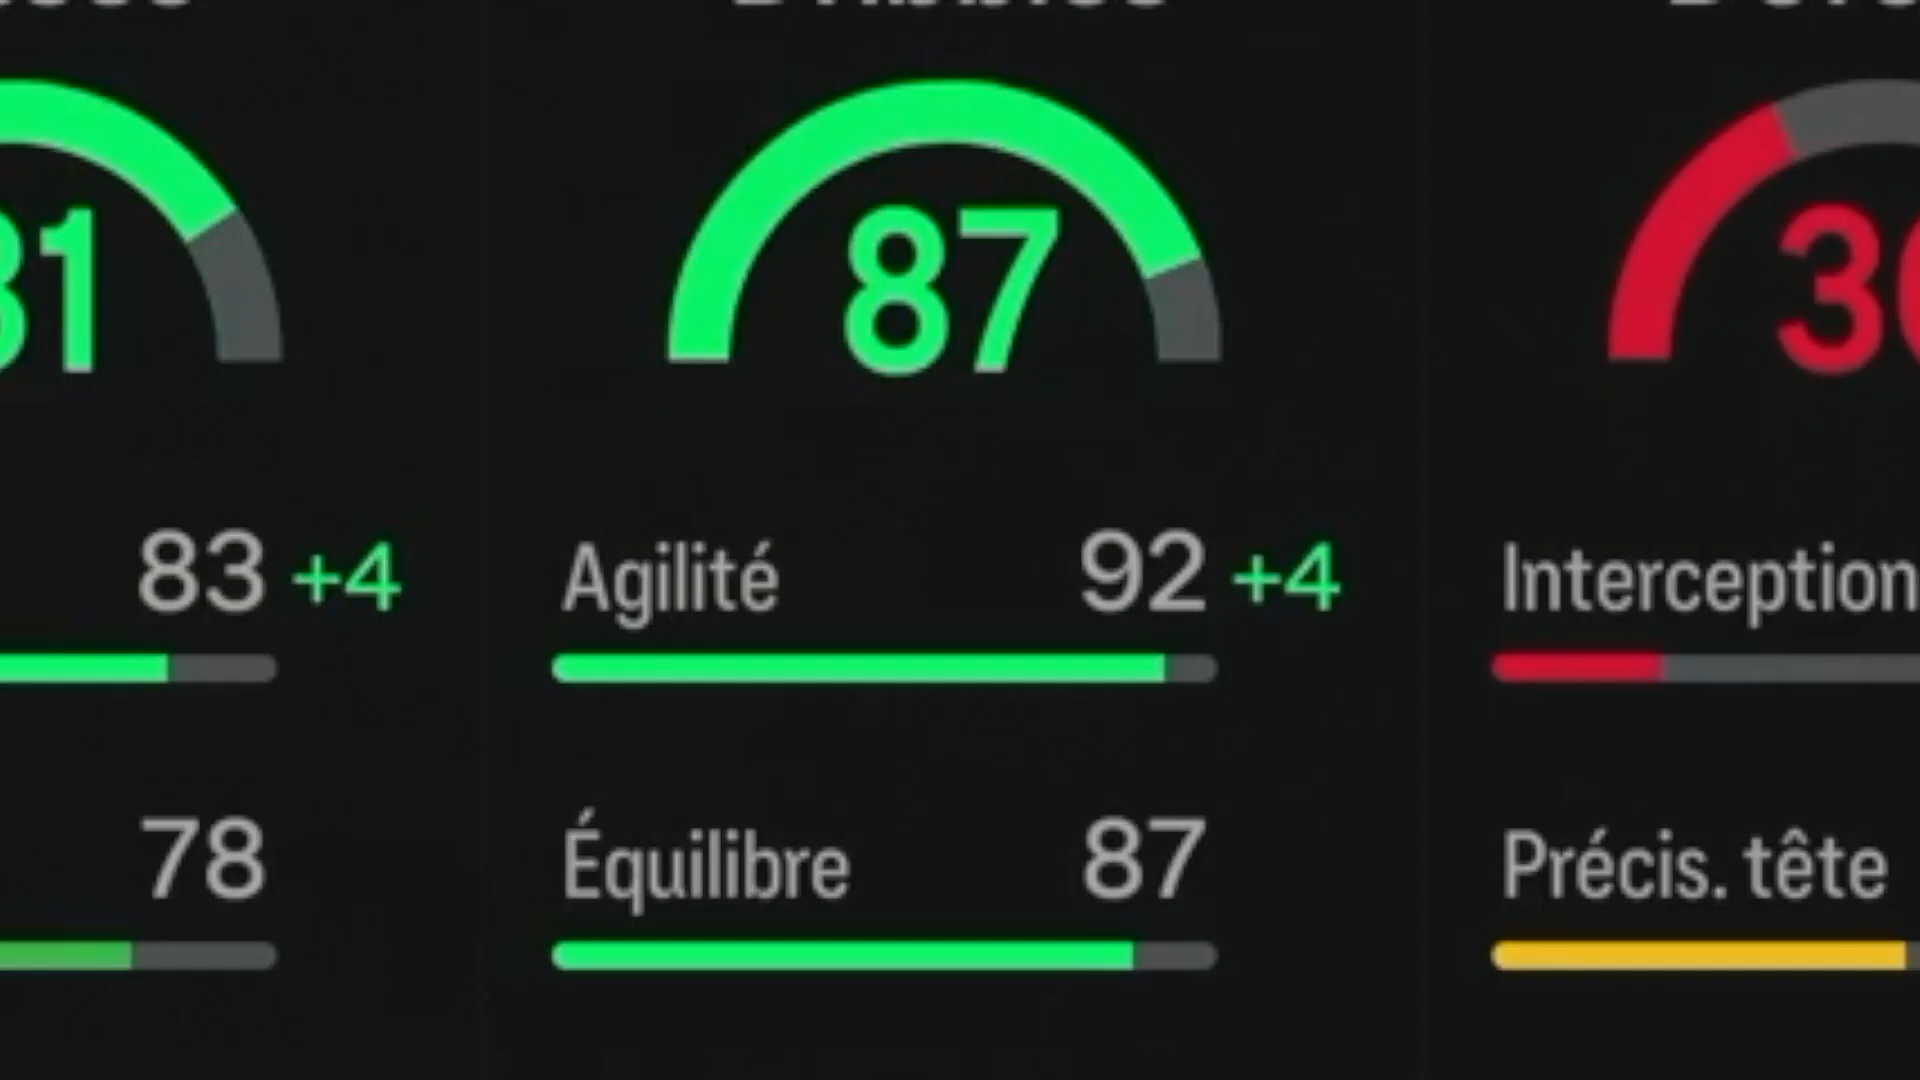 87
83 +4
Agilité 92 +4
Interception
78
Équilibre 87
Précis. tête